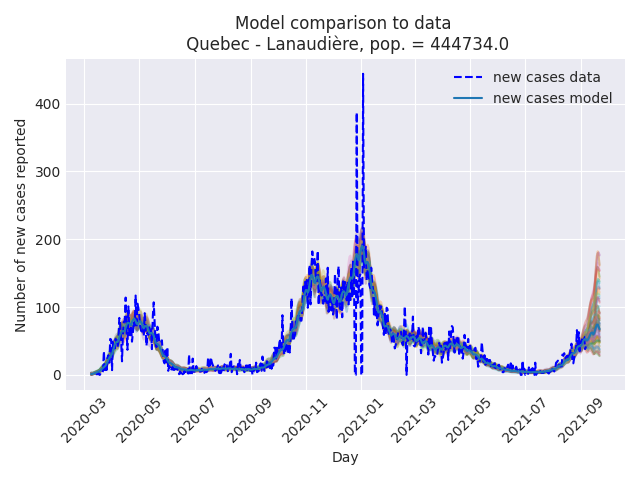 Model comparison to data
Quebec - Lanaudière, pop. = 444734.0
new cases data
new cases model
Number of new cases reported
400
300
200
100
0
2020-03
2020-05
2020-07
2020-09
2020-11
2021-01
2021-03
2021-05
2021-07
2021-09
Day